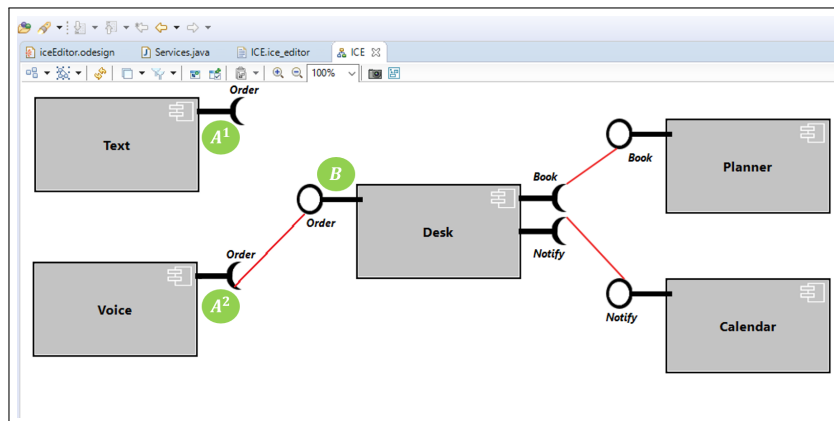 iceEditor.odesign Services.java ICE.ice_editor ICE
100%
Order
A¹
Text
B
Order
Desk
Book
Notify
Book
Planner
Order
A²
Voice
Notify
Calendar